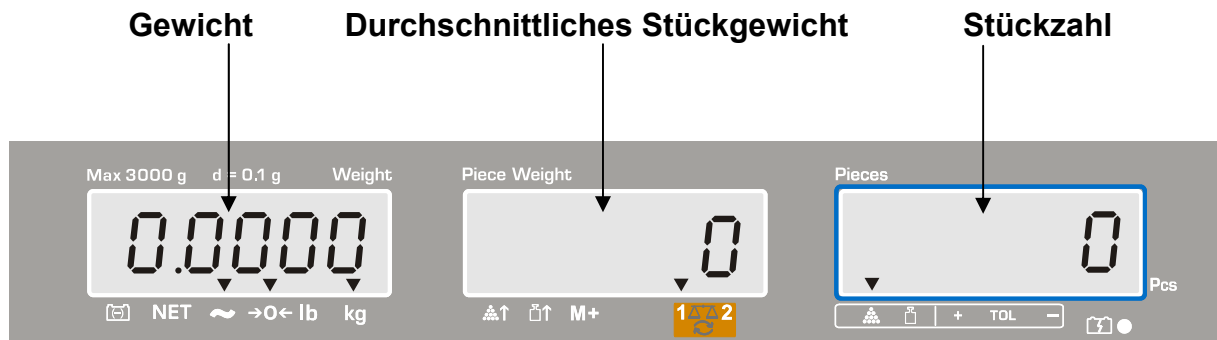 Gewicht Durchschnittliches Stückgewicht Stückzahl
Max 3000 g d = 0.1 g Weight Piece Weight Pieces
0.0000 0 0
Pcs
NET →0← lb kg M+ 1 2 + TOL −